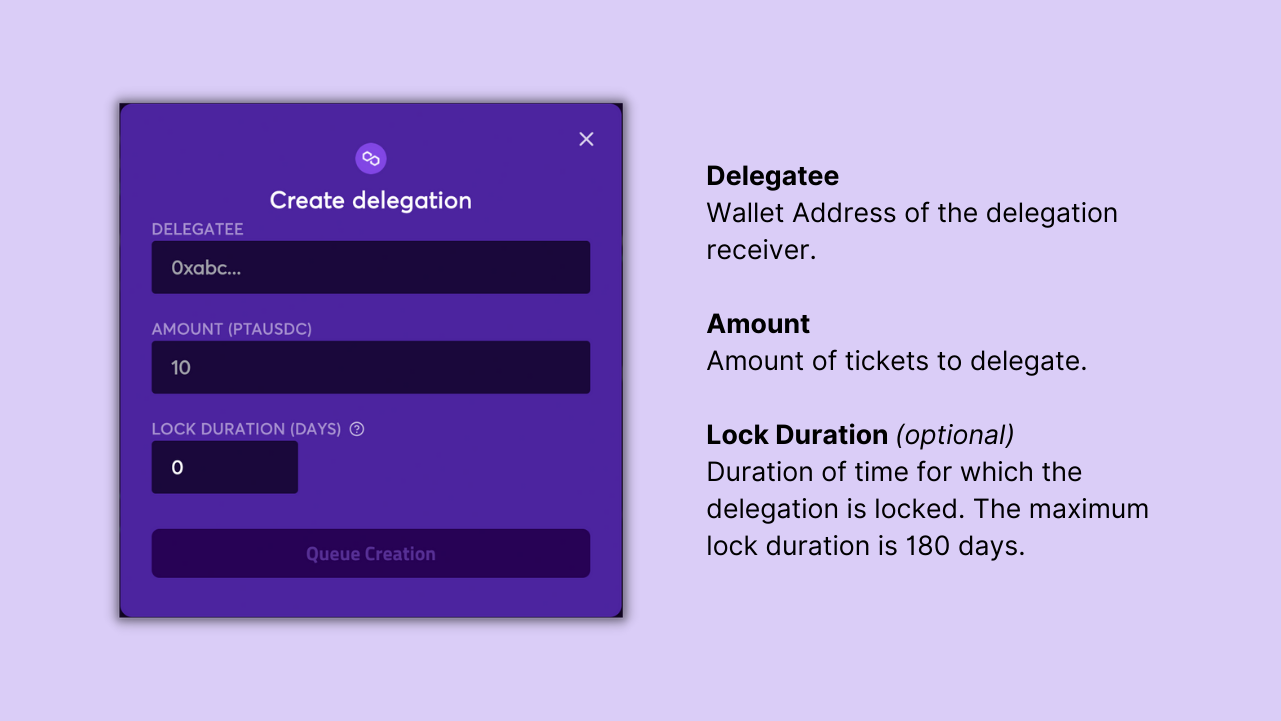 Create delegation
DELEGATEE
0xabc...
AMOUNT (PTAUSDC)
10
LOCK DURATION (DAYS)
0
Queue Creation
Delegatee
Wallet Address of the delegation
receiver.
Amount
Amount of tickets to delegate.
Lock Duration (optional)
Duration of time for which the
delegation is locked. The maximum
lock duration is 180 days.